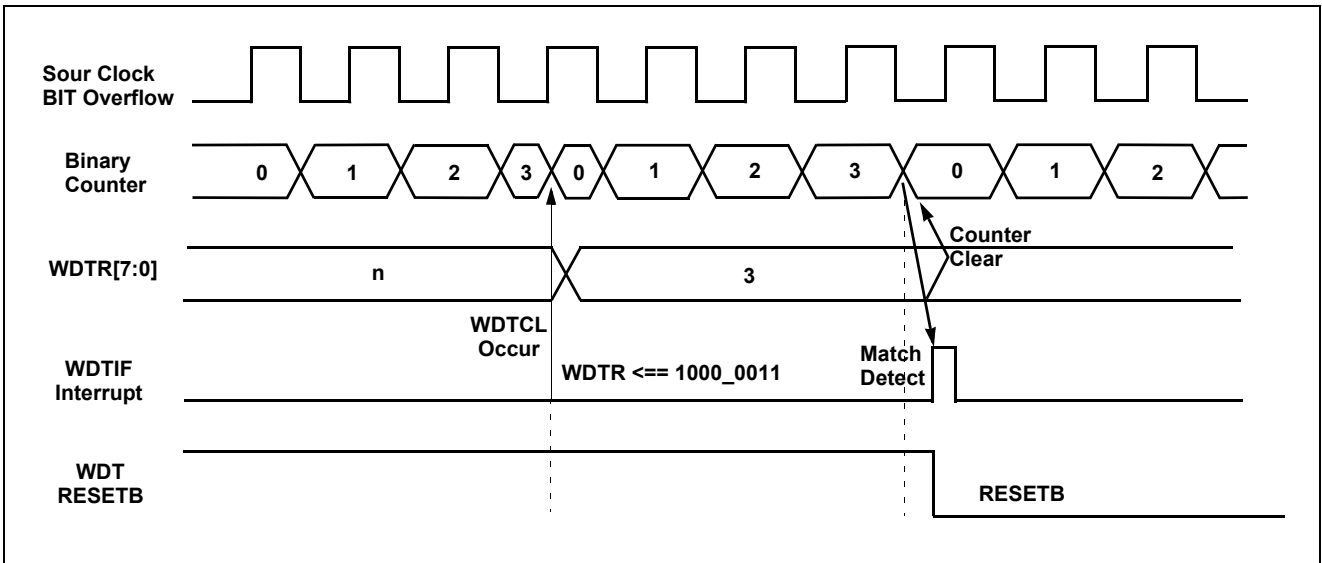 Sour Clock
BIT Overflow
Binary
Counter
0 1 2 3 0 1 2 3 0 1 2
Counter
Clear
WDTR[7:0]
n 3
WDTCL
Occur
WDTR <== 1000_0011
Match
Detect
WDTIF
Interrupt
WDT
RESETB
RESETB